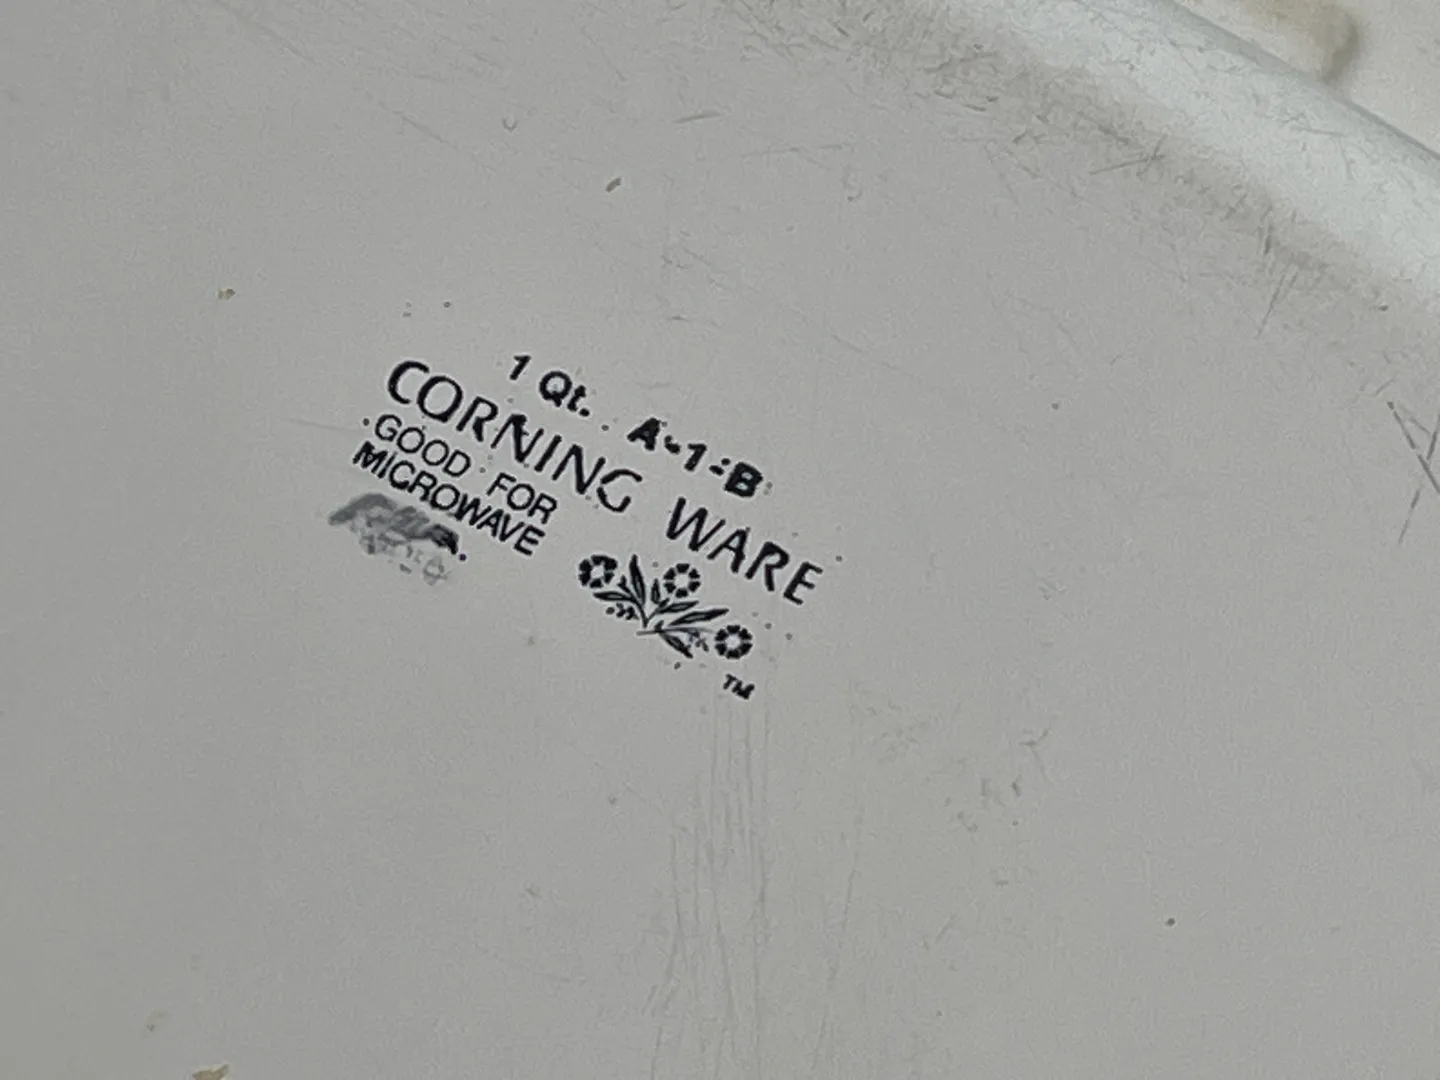 1 Qt. A-1-B
CORNING WARE
GOOD FOR
MICROWAVE
TM